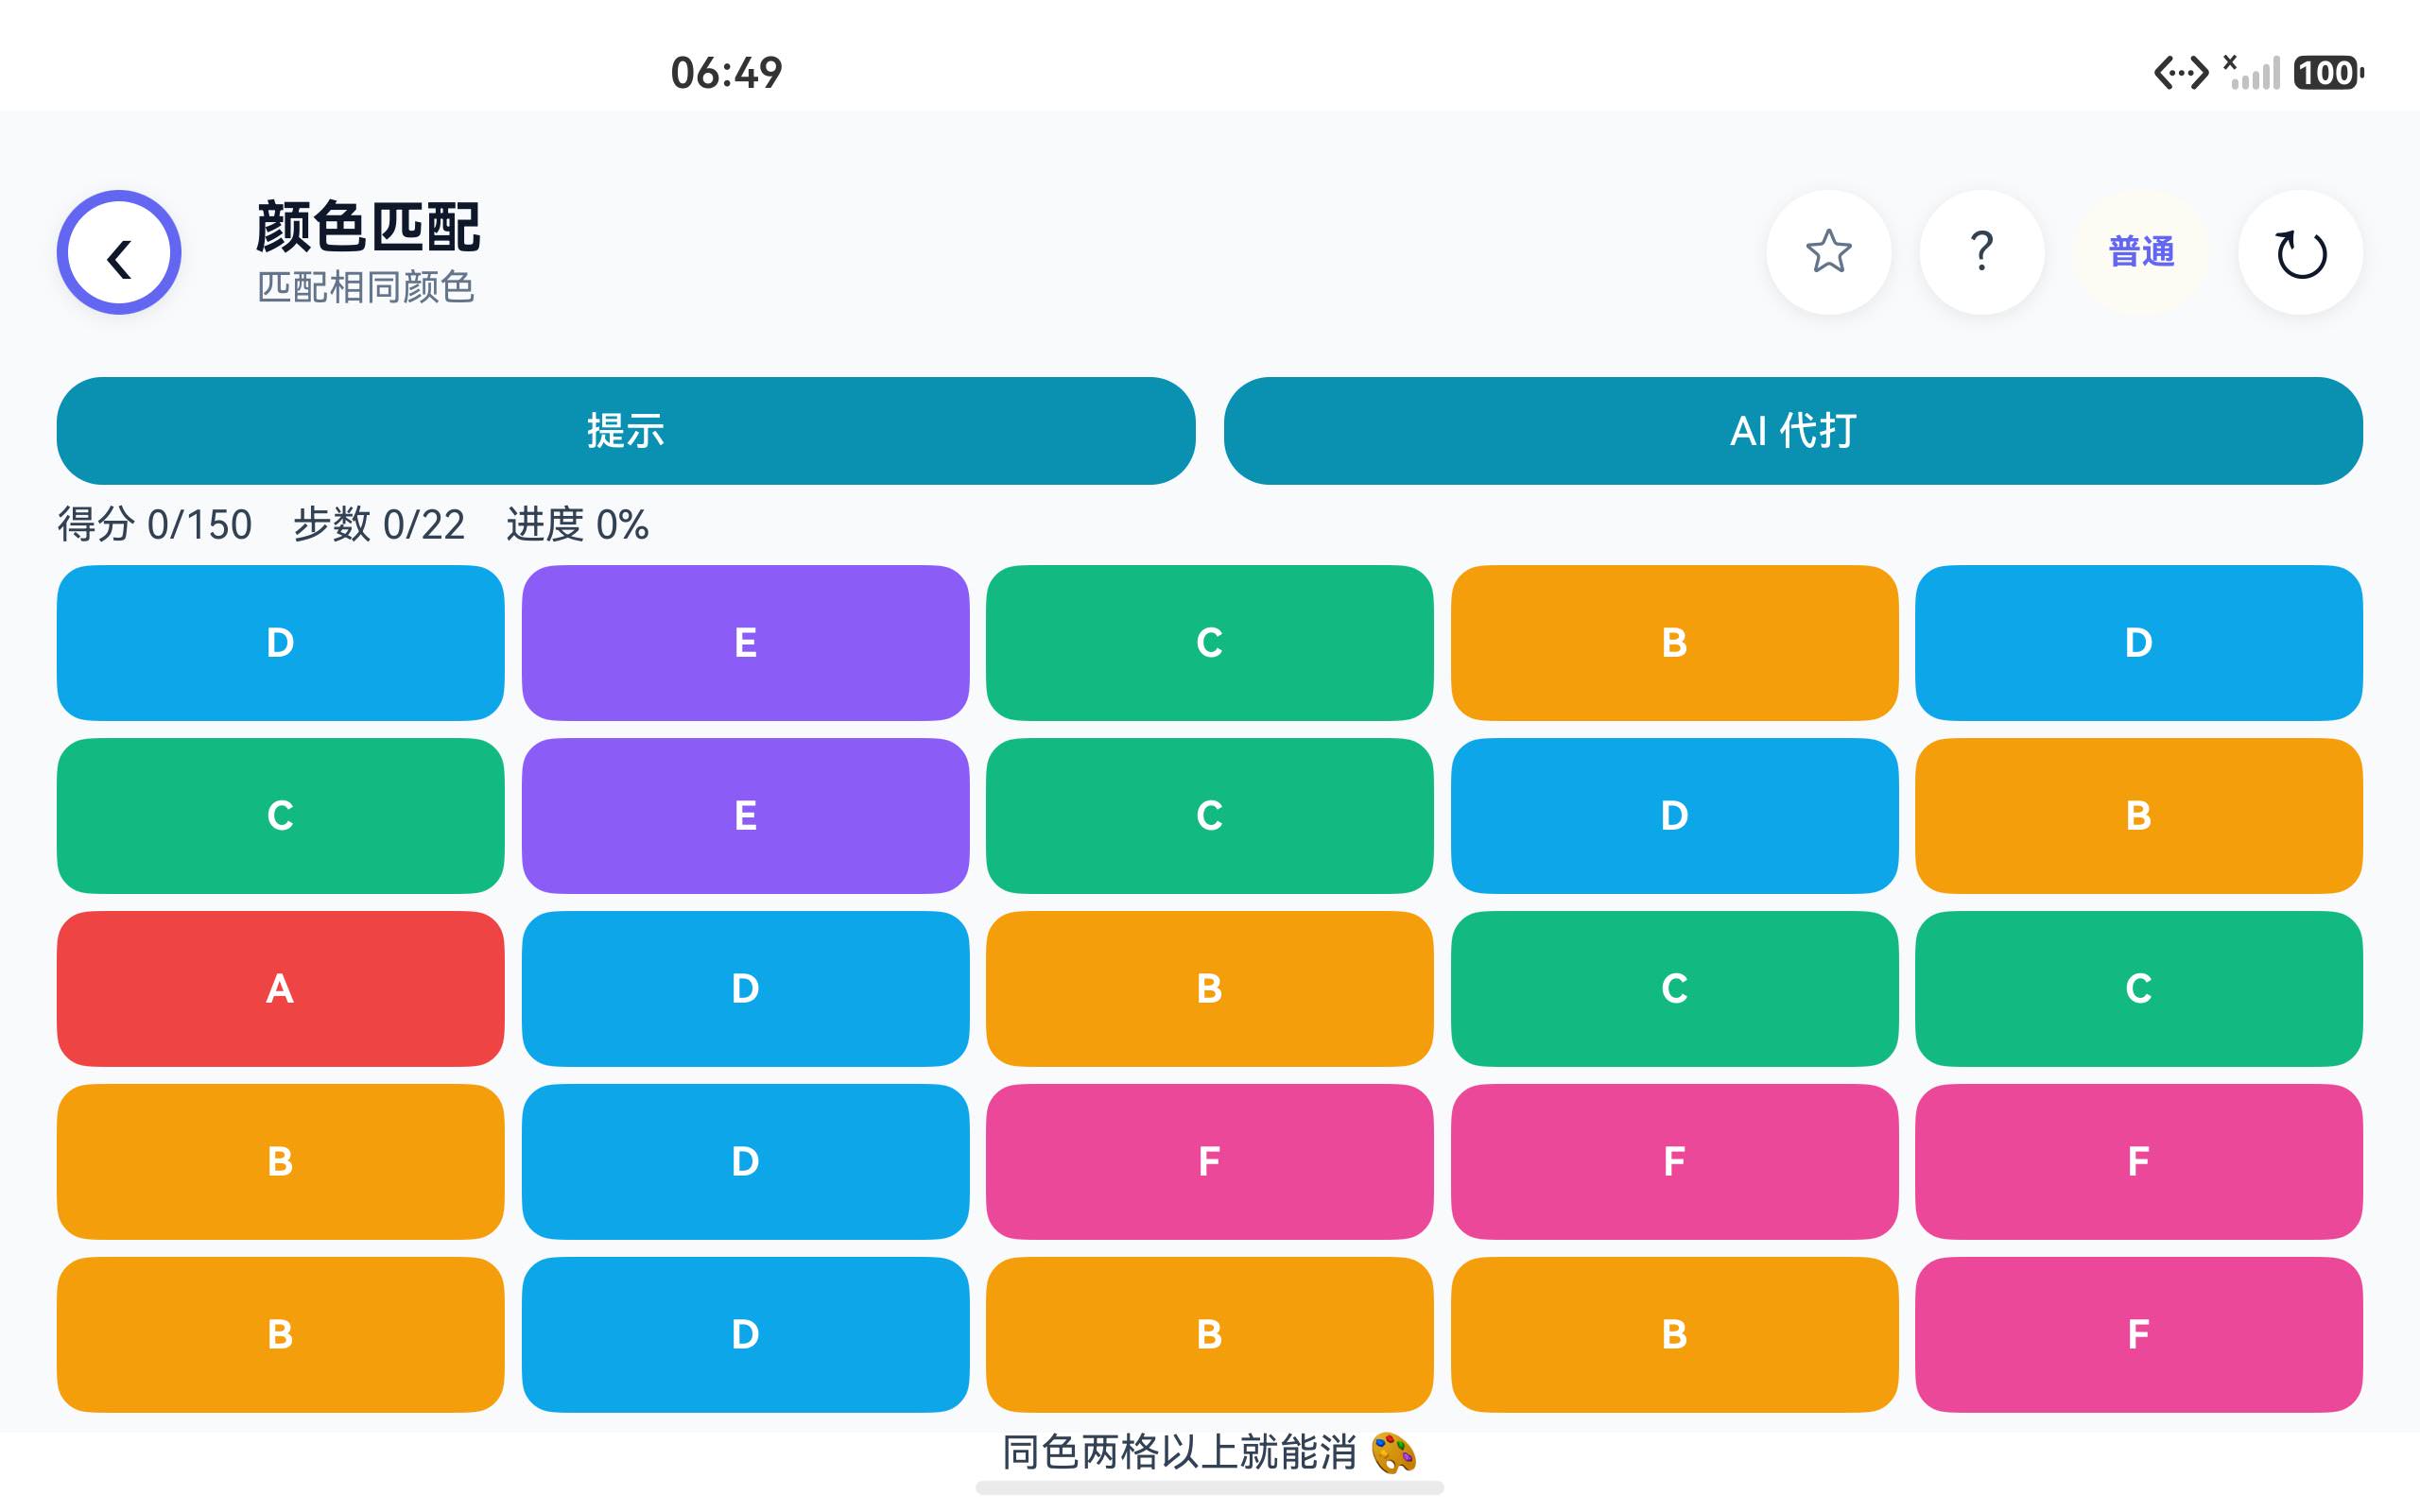 06:49
100
颜色匹配
匹配相同颜色
?
普通
提示
AI 代打
得分 0/150 步数 0/22 进度 0%
D E C B D
C E C D B
A D B C C
B D F F F
B D B B F
同色两格以上就能消 🎨